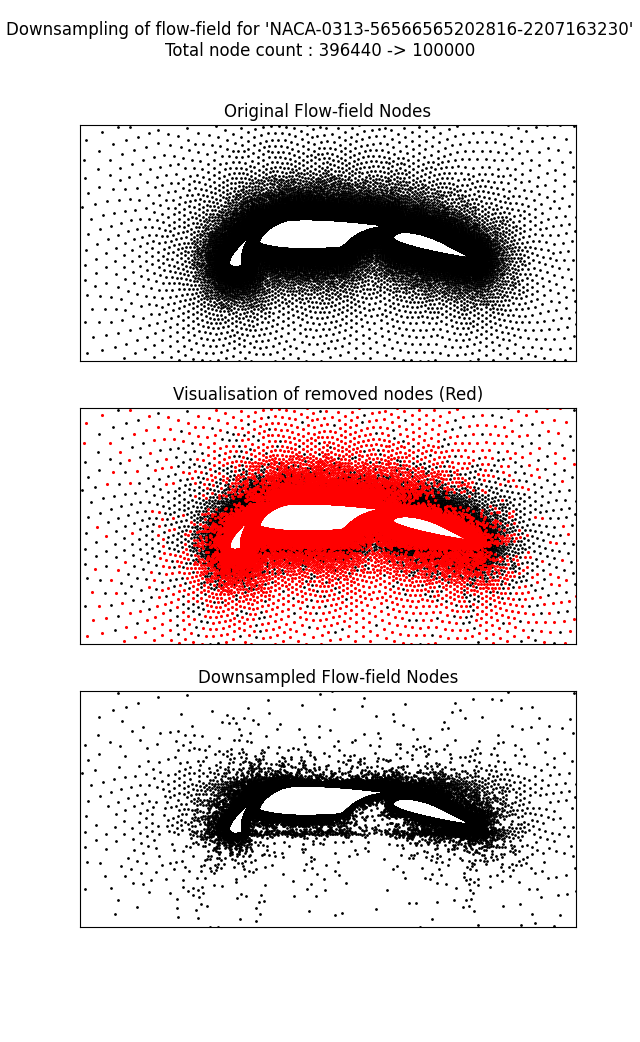 Downsampling of flow-field for 'NACA-0313-56566565202816-2207163230'
Total node count : 396440 -> 100000
Original Flow-field Nodes
Visualisation of removed nodes (Red)
Downsampled Flow-field Nodes